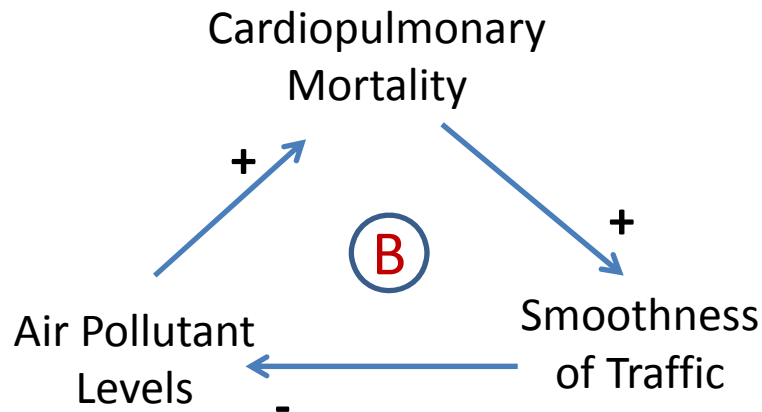 Cardiopulmonary
Mortality
+
+
B
Smoothness
of Traffic
Air Pollutant
Levels
-